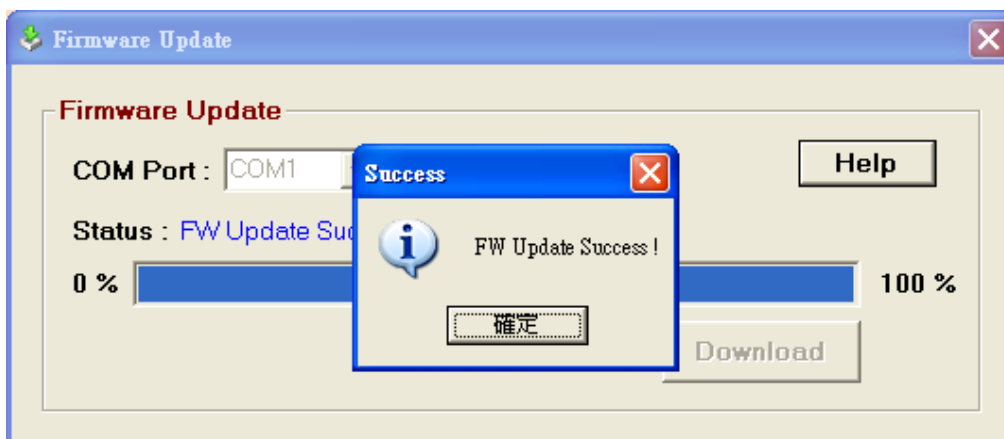 Firmware Update
Firmware Update
COM Port : COM1
Help
Success
Status : FW Update Suc
FW Update Success !
0 %
100 %
確定
Download